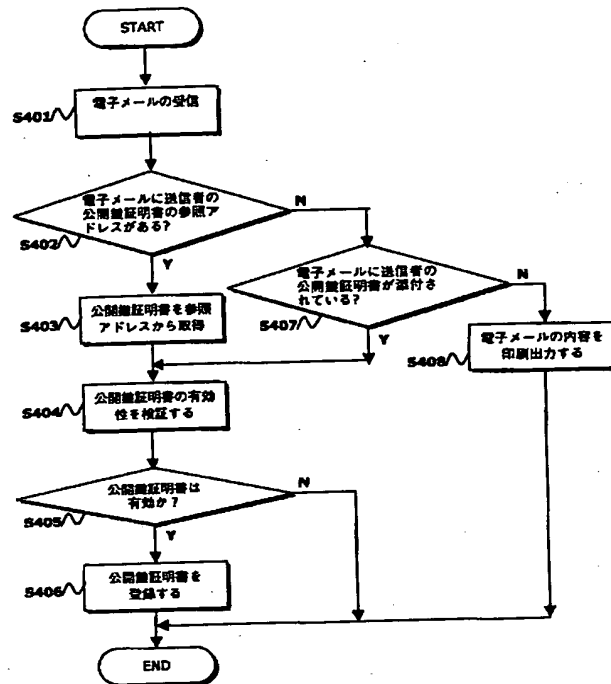 START
S401
電子メールの受信
電子メールに送信者の
公開鍵証明書の参照ア
ドレスがある?
N
S402
Y
電子メールに送信者の
公開鍵証明書が添付さ
れている?
N
S403
公開鍵証明書を参照
アドレスから取得
S407
Y
電子メールの内容を
印刷出力する
S408
S404
公開鍵証明書の有効
性を検証する
公開鍵証明書は
有効か?
N
S405
Y
S406
公開鍵証明書を
登録する
END